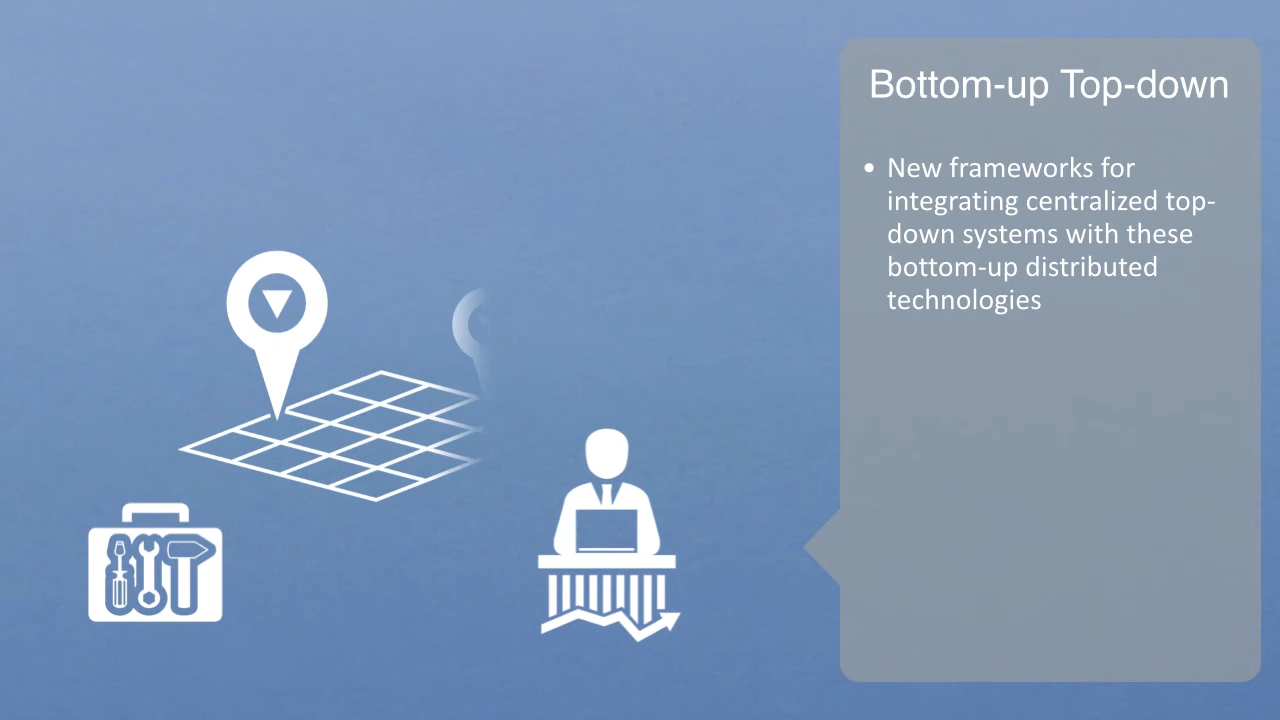 Bottom-up Top-down
• New frameworks for
integrating centralized top-
down systems with these
bottom-up distributed
technologies